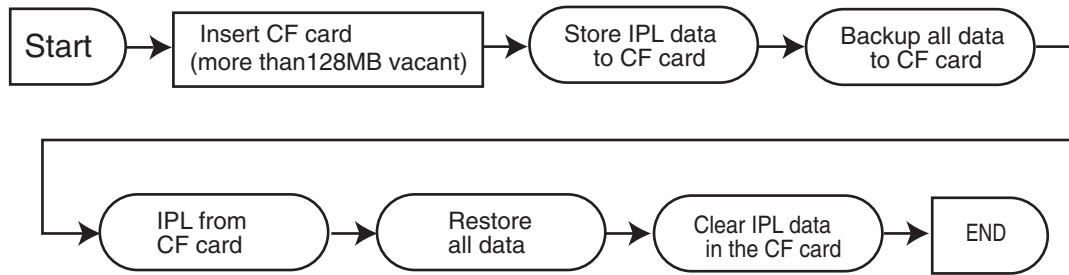 Start
Insert CF card
(more than128MB vacant)
Store IPL data
to CF card
Backup all data
to CF card
IPL from
CF card
Restore
all data
Clear IPL data
in the CF card
END